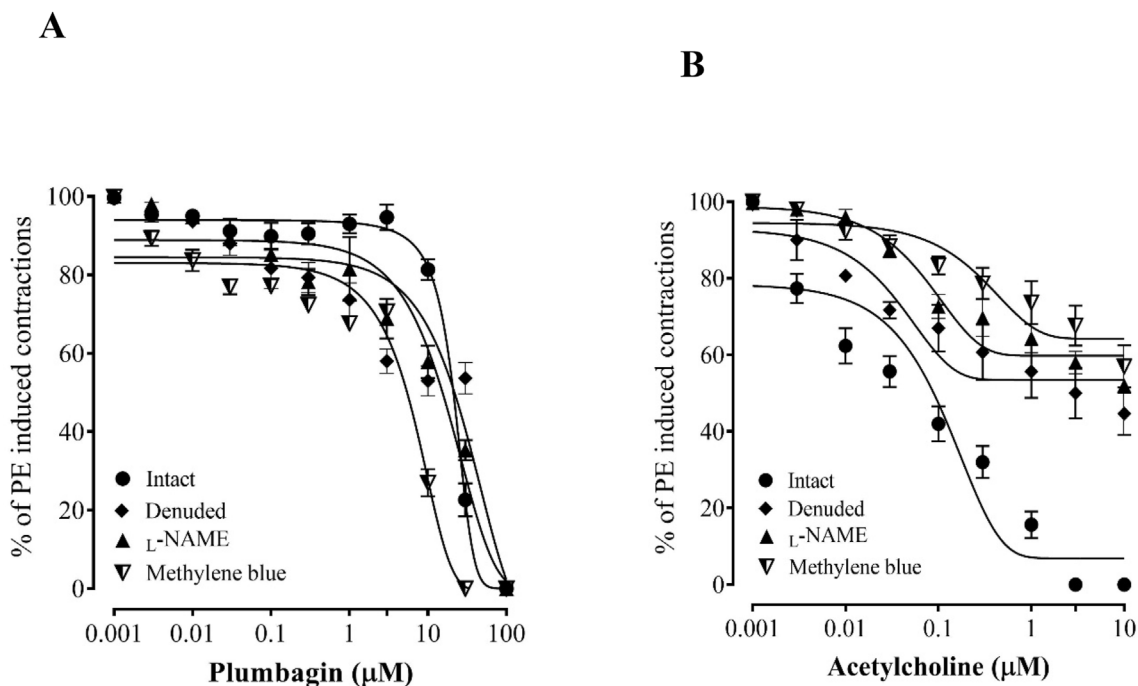 A
B
% of PE induced contractions
100
80
60
40
20
0
Intact
Denuded
L-NAME
Methylene blue
0.001 0.01 0.1 1 10 100
Plumbagin (μM)
% of PE induced contractions
100
80
60
40
20
0
Intact
Denuded
L-NAME
Methylene blue
0.001 0.01 0.1 1 10
Acetylcholine (μM)